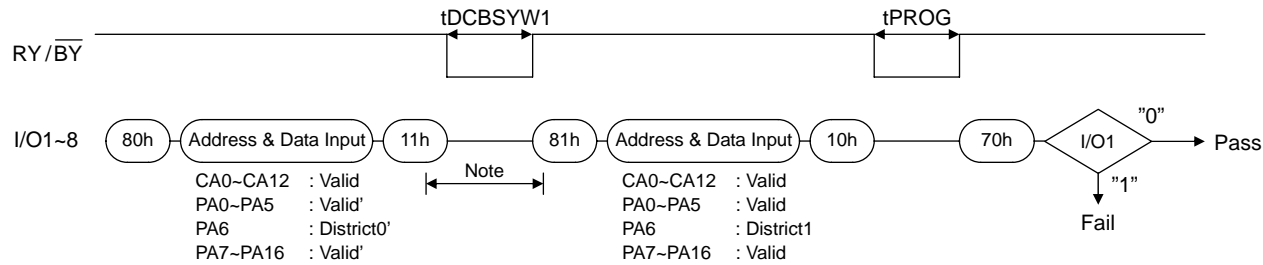 tDCBSYW1 tPROG
RY/BY
I/O1~8 80h Address & Data Input 11h 81h Address & Data Input 10h 70h I/O1 "0" Pass
Note
"1"
Fail
CA0~CA12 : Valid
PA0~PA5 : Valid'
PA6 : District0'
PA7~PA16 : Valid'
CA0~CA12 : Valid
PA0~PA5 : Valid
PA6 : District1
PA7~PA16 : Valid